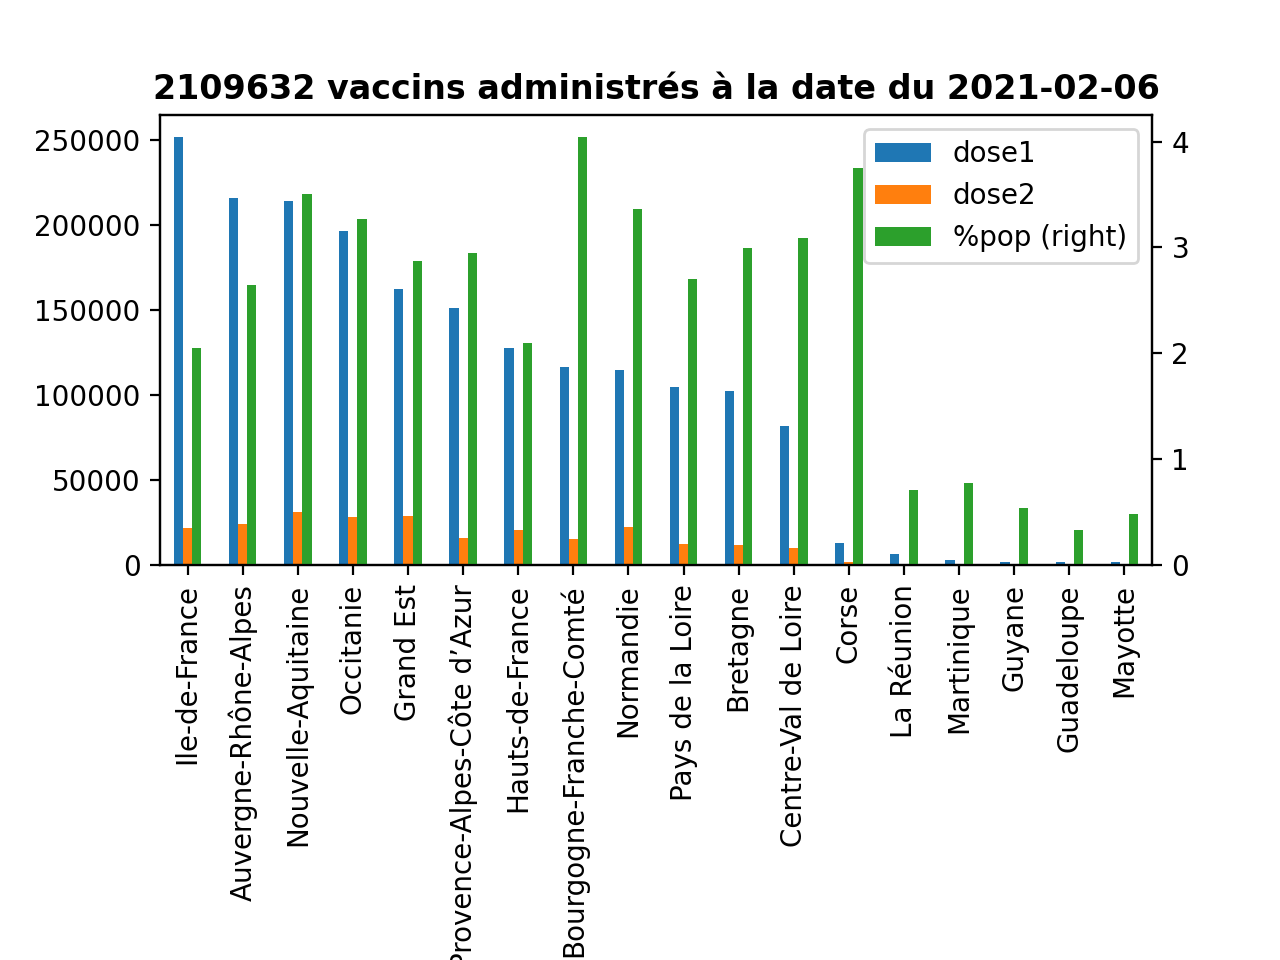 2109632 vaccins administrés à la date du 2021-02-06
250000
200000
150000
100000
50000
0
4
3
2
1
0
dose1
dose2
%pop (right)
Ile-de-France
Auvergne-Rhône-Alpes
Nouvelle-Aquitaine
Occitanie
Grand Est
Provence-Alpes-Côte d’Azur
Hauts-de-France
Bourgogne-Franche-Comté
Normandie
Pays de la Loire
Bretagne
Centre-Val de Loire
Corse
La Réunion
Martinique
Guyane
Guadeloupe
Mayotte